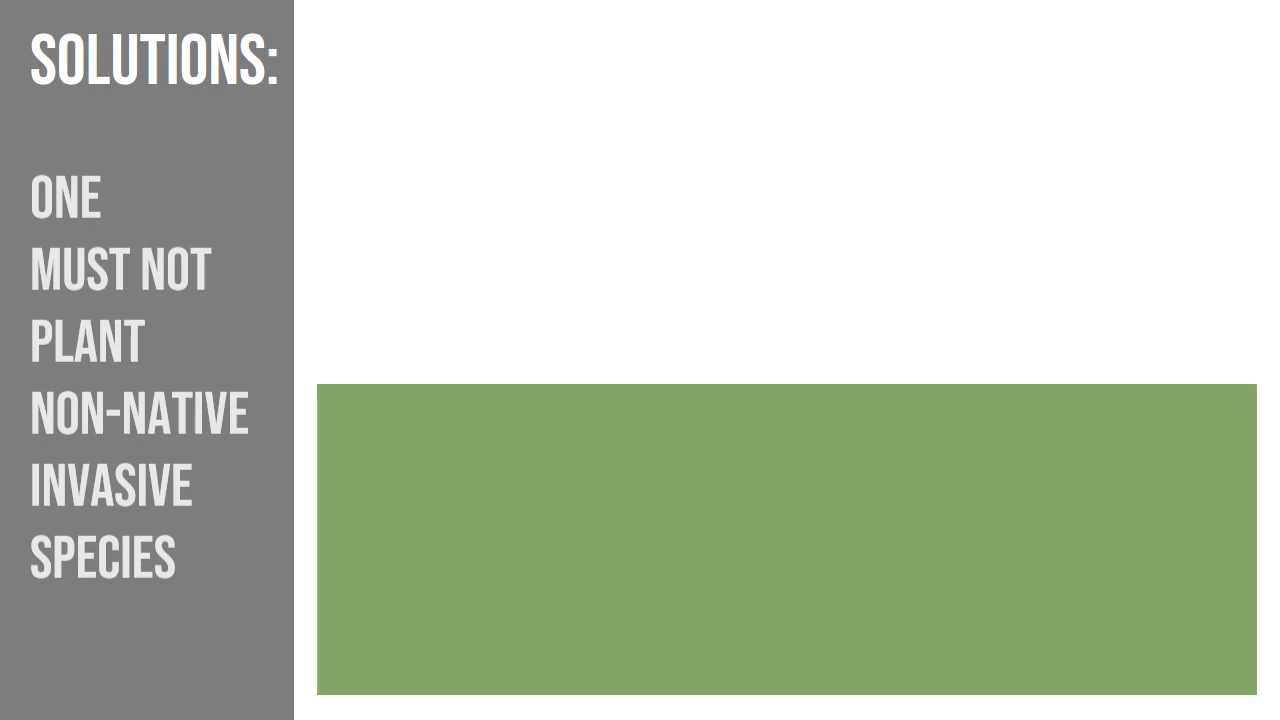 SOLUTIONS:
ONE
MUST NOT
PLANT
NON-NATIVE
INVASIVE
SPECIES